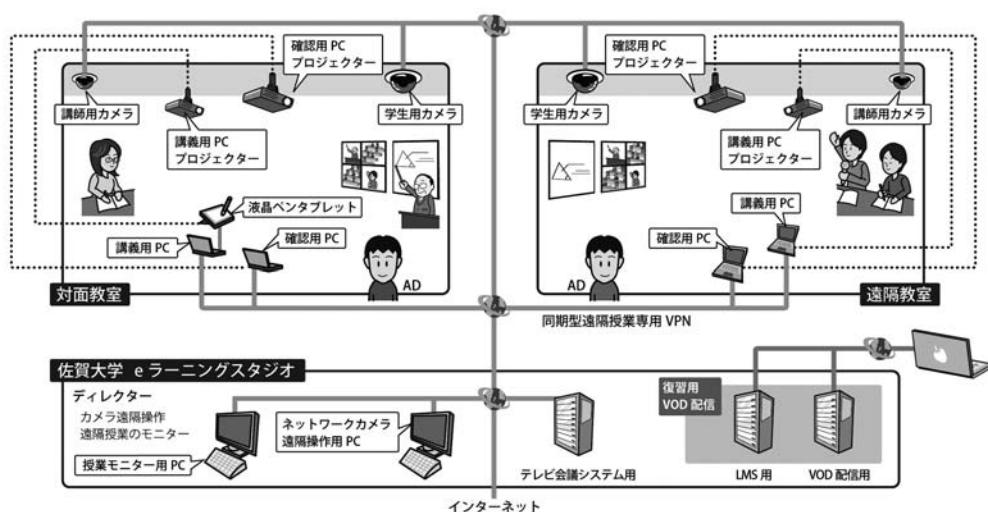 確認用 PC
プロジェクター
講師用カメラ
講義用 PC
プロジェクター
学生用カメラ
液晶ペンタブレット
講義用 PC
確認用 PC
AD
対面教室
確認用 PC
プロジェクター
学生用カメラ
講義用 PC
プロジェクター
講師用カメラ
講義用 PC
確認用 PC
AD
遠隔教室
同期型遠隔授業専用 VPN
佐賀大学 e ラーニングスタジオ
ディレクター
カメラ遠隔操作
遠隔授業のモニター
授業モニター用 PC
ネットワークカメラ
遠隔操作用 PC
テレビ会議システム用
復習用
VOD 配信
LMS 用
VOD 配信用
インターネット